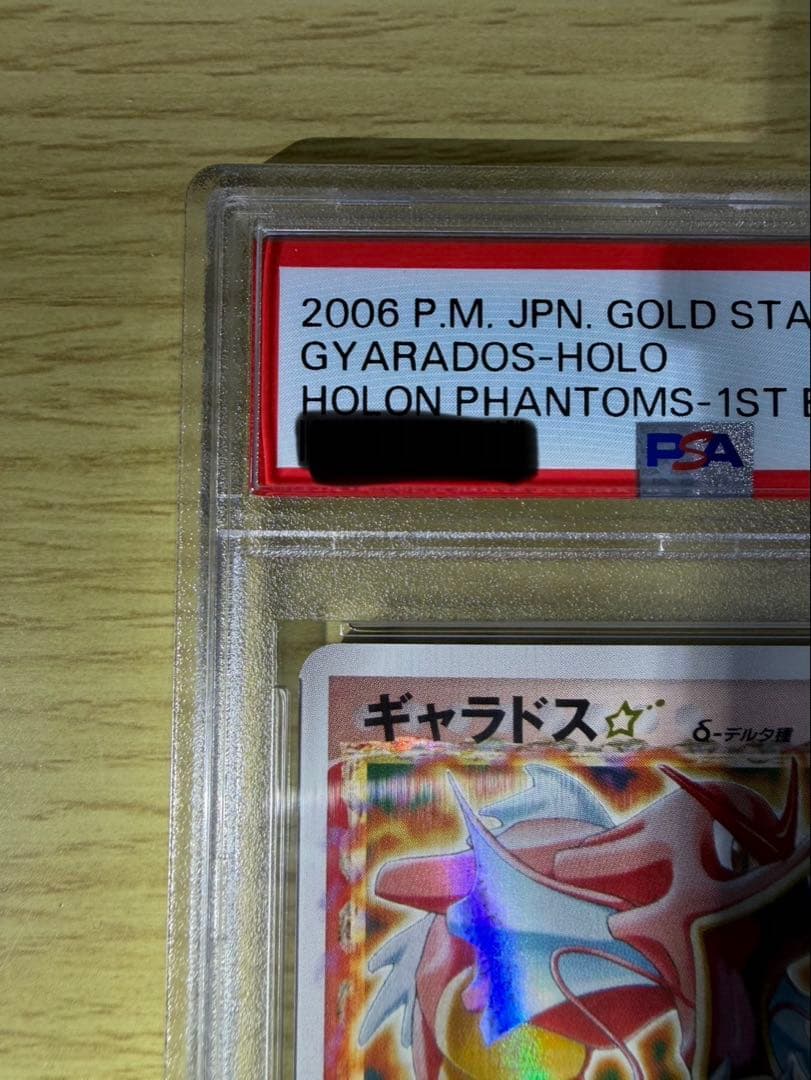 2006 P.M. JPN. GOLD STA
GYARADOS-HOLO
HOLON PHANTOMS-1ST
PSA
ギャラドス☆ δ-デルタ種